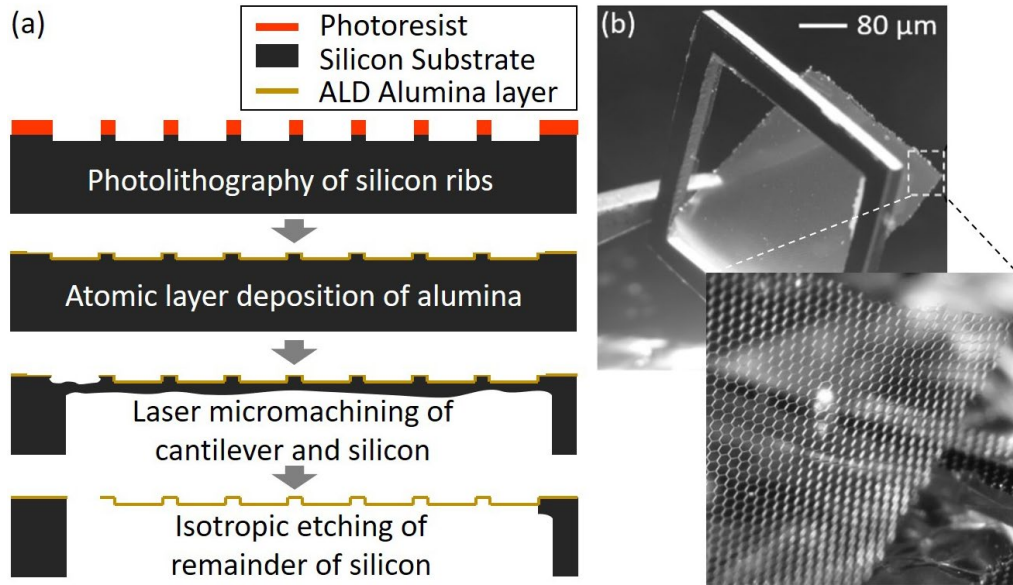 (a)
Photoresist
Silicon Substrate
ALD Alumina layer
Photolithography of silicon ribs
Atomic layer deposition of alumina
Laser micromachining of
cantilever and silicon
Isotropic etching of
remainder of silicon
(b)
80 µm